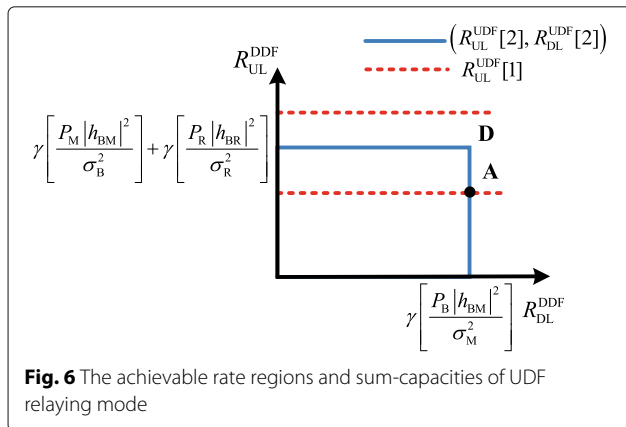 (R_UL^UDF[2], R_DL^UDF[2])
R_UL^DDF
R_UL^UDF[1]
γ[P_M|h_BM|²/σ_B²] + γ[P_R|h_BR|²/σ_R²]
D
A
γ[P_B|h_BM|²/σ_M²] R_DL^DDF
Fig. 6 The achievable rate regions and sum-capacities of UDF
relaying mode